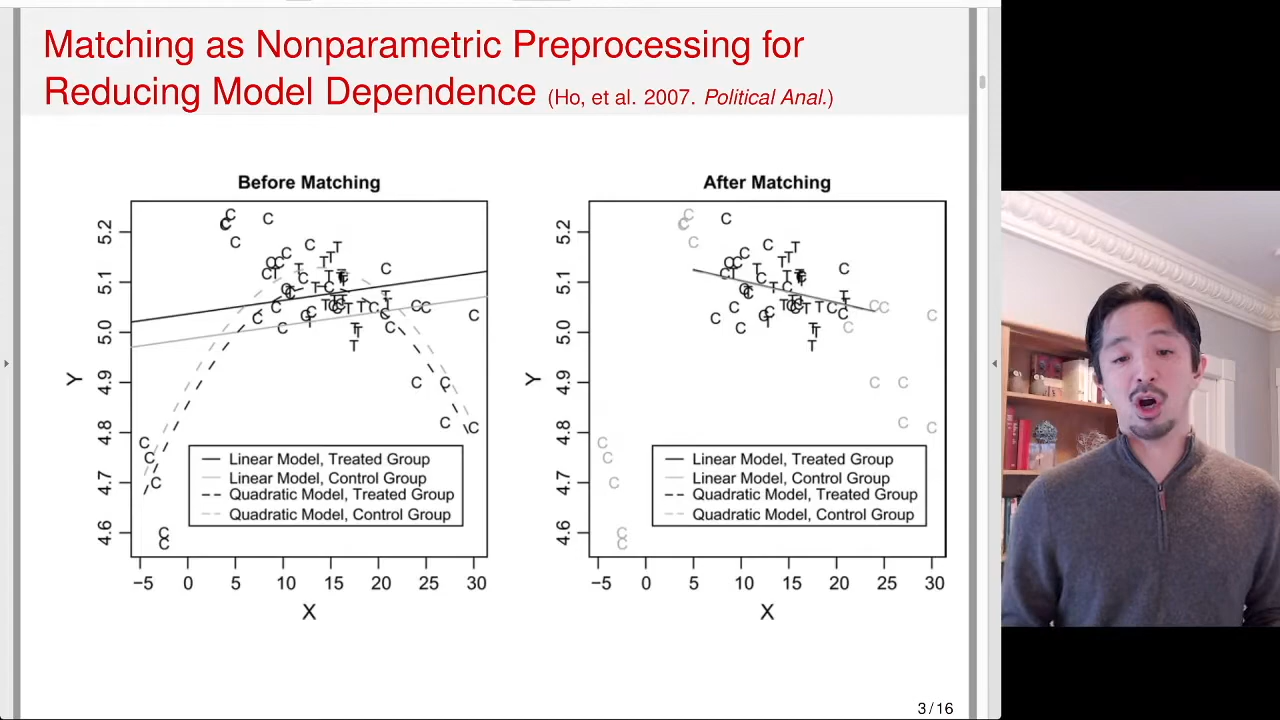 Matching as Nonparametric Preprocessing for
Reducing Model Dependence (Ho, et al. 2007. Political Anal.)
Before Matching
5.2
5.1
5.0
4.9
4.8
4.7
4.6
Y
Linear Model, Treated Group
Linear Model, Control Group
Quadratic Model, Treated Group
Quadratic Model, Control Group
−5 0 5 10 15 20 25 30
X
After Matching
5.2
5.1
5.0
4.9
4.8
4.7
4.6
Y
Linear Model, Treated Group
Linear Model, Control Group
Quadratic Model, Treated Group
Quadratic Model, Control Group
−5 0 5 10 15 20 25 30
X
3 / 16